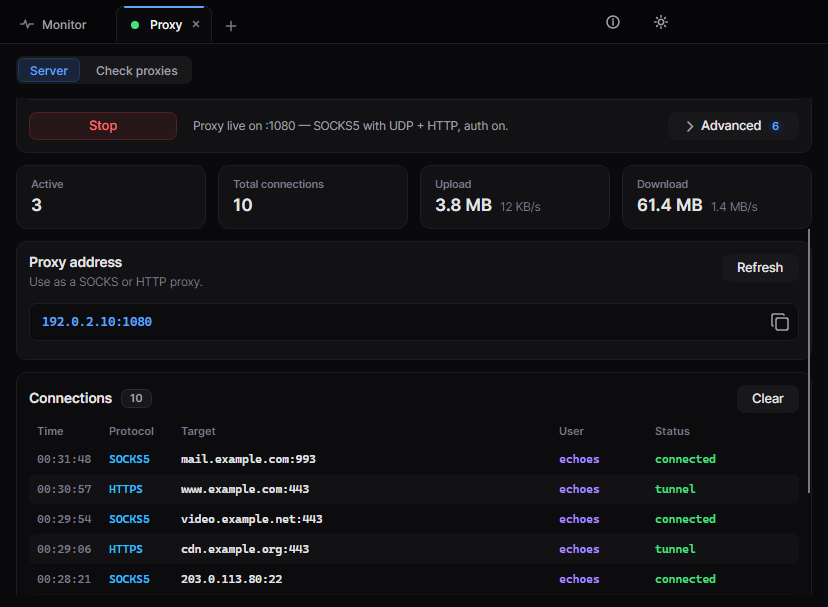 Monitor
Proxy ×
+
Server
Check proxies
Stop
Proxy live on :1080 — SOCKS5 with UDP + HTTP, auth on.
Advanced 6
Active
3
Total connections
10
Upload
3.8 MB 12 KB/s
Download
61.4 MB 1.4 MB/s
Proxy address
Use as a SOCKS or HTTP proxy.
Refresh
192.0.2.10:1080
Connections 10
Clear
Time Protocol Target User Status
00:31:48 SOCKS5 mail.example.com:993 echoes connected
00:30:57 HTTPS www.example.com:443 echoes tunnel
00:29:54 SOCKS5 video.example.net:443 echoes connected
00:29:06 HTTPS cdn.example.org:443 echoes tunnel
00:28:21 SOCKS5 203.0.113.80:22 echoes connected